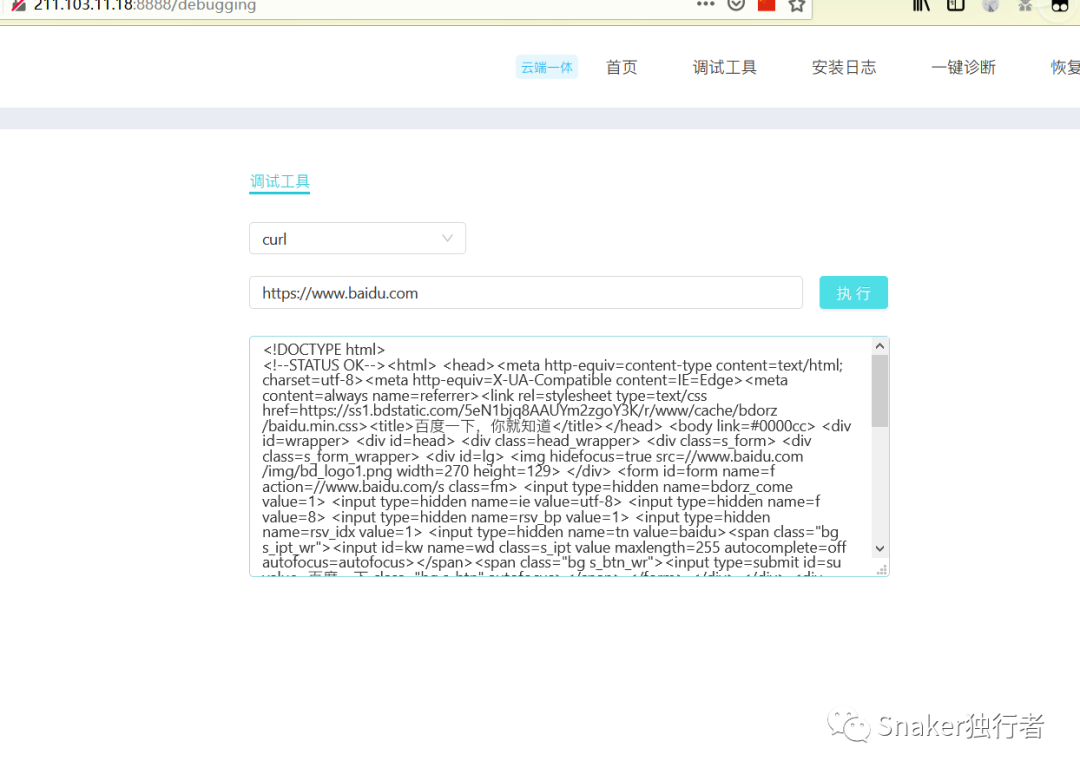 211.103.11.18:8888/debugging
云端一体 首页 调试工具 安装日志 一键诊断 恢复
调试工具
curl
https://www.baidu.com 执 行
<!DOCTYPE html>
<!--STATUS OK--><html> <head><meta http-equiv=content-type content=text/html;
charset=utf-8><meta http-equiv=X-UA-Compatible content=IE=Edge><meta
content=always name=referrer><link rel=stylesheet type=text/css
href=https://ss1.bdstatic.com/5eN1bjq8AAUYm2zgoY3K/r/www/cache/bdorz
/baidu.min.css><title>百度一下，你就知道</title></head> <body link=#0000cc> <div
id=wrapper> <div id=head> <div class=head_wrapper> <div class=s_form> <div
class=s_form_wrapper> <div id=lg> <img hidefocus=true src=//www.baidu.com
/img/bd_logo1.png width=270 height=129> </div> <form id=form name=f
action=//www.baidu.com/s class=fm> <input type=hidden name=bdorz_come
value=1> <input type=hidden name=ie value=utf-8> <input type=hidden name=f
value=8> <input type=hidden name=rsv_bp value=1> <input type=hidden
name=rsv_idx value=1> <input type=hidden name=tn value=baidu><span class="bg
s_ipt_wr"><input id=kw name=wd class=s_ipt value maxlength=255 autocomplete=off
autofocus=autofocus></span><span class="bg s_btn_wr"><input type=submit id=su
Snaker独行者